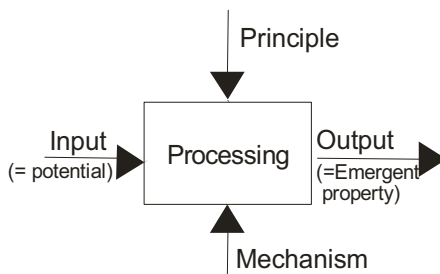 Principle
Input
(= potential)
Processing
Output
(=Emergent
property)
Mechanism